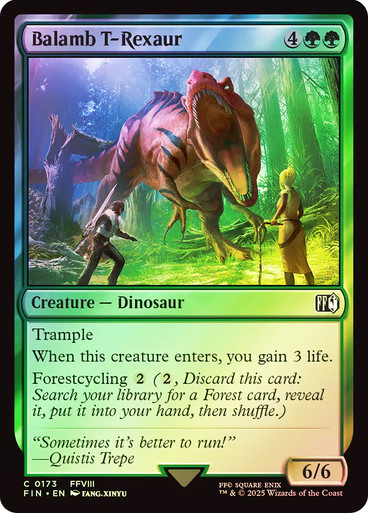 Balamb T-Rexaur 4
Creature — Dinosaur
Trample
When this creature enters, you gain 3 life.
Forestcycling 2 (2, Discard this card:
Search your library for a Forest card, reveal
it, put it into your hand, then shuffle.)
“Sometimes it’s better to run!”
—Quistis Trepe
6/6
C 0173 FFVIII
FIN • EN FANG.XINYU
FF© SQUARE ENIX
™ & © 2025 Wizards of the Coast